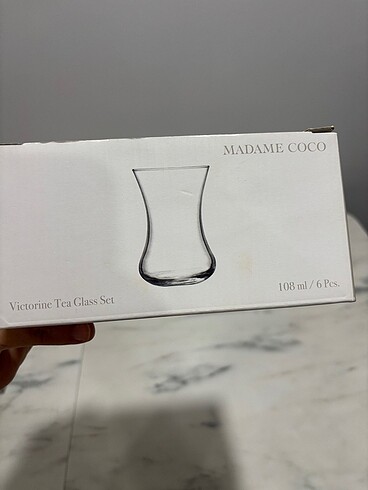 MADAME COCO
Victorine Tea Glass Set
108 ml / 6 Pcs.